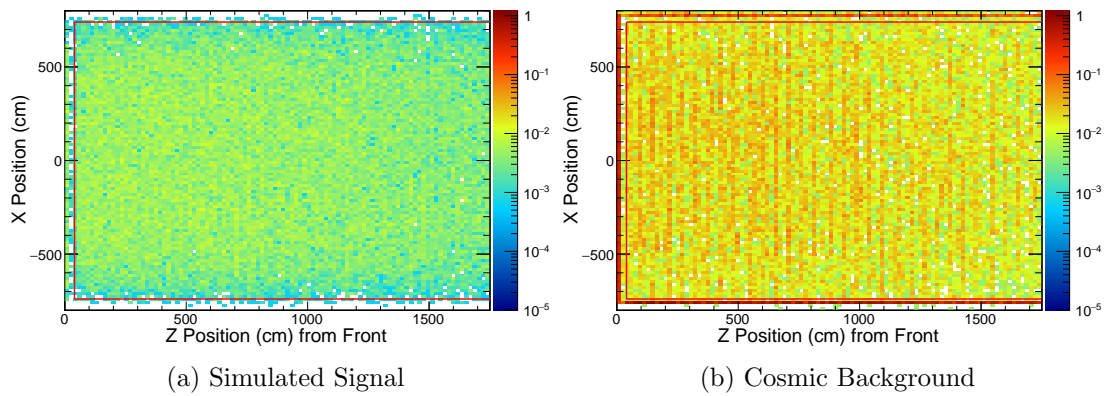 1
10⁻¹
10⁻²
10⁻³
10⁻⁴
10⁻⁵
500
0
−500
X Position (cm)
0 500 1000 1500
Z Position (cm) from Front
(a) Simulated Signal
1
10⁻¹
10⁻²
10⁻³
10⁻⁴
10⁻⁵
500
0
−500
X Position (cm)
0 500 1000 1500
Z Position (cm) from Front
(b) Cosmic Background